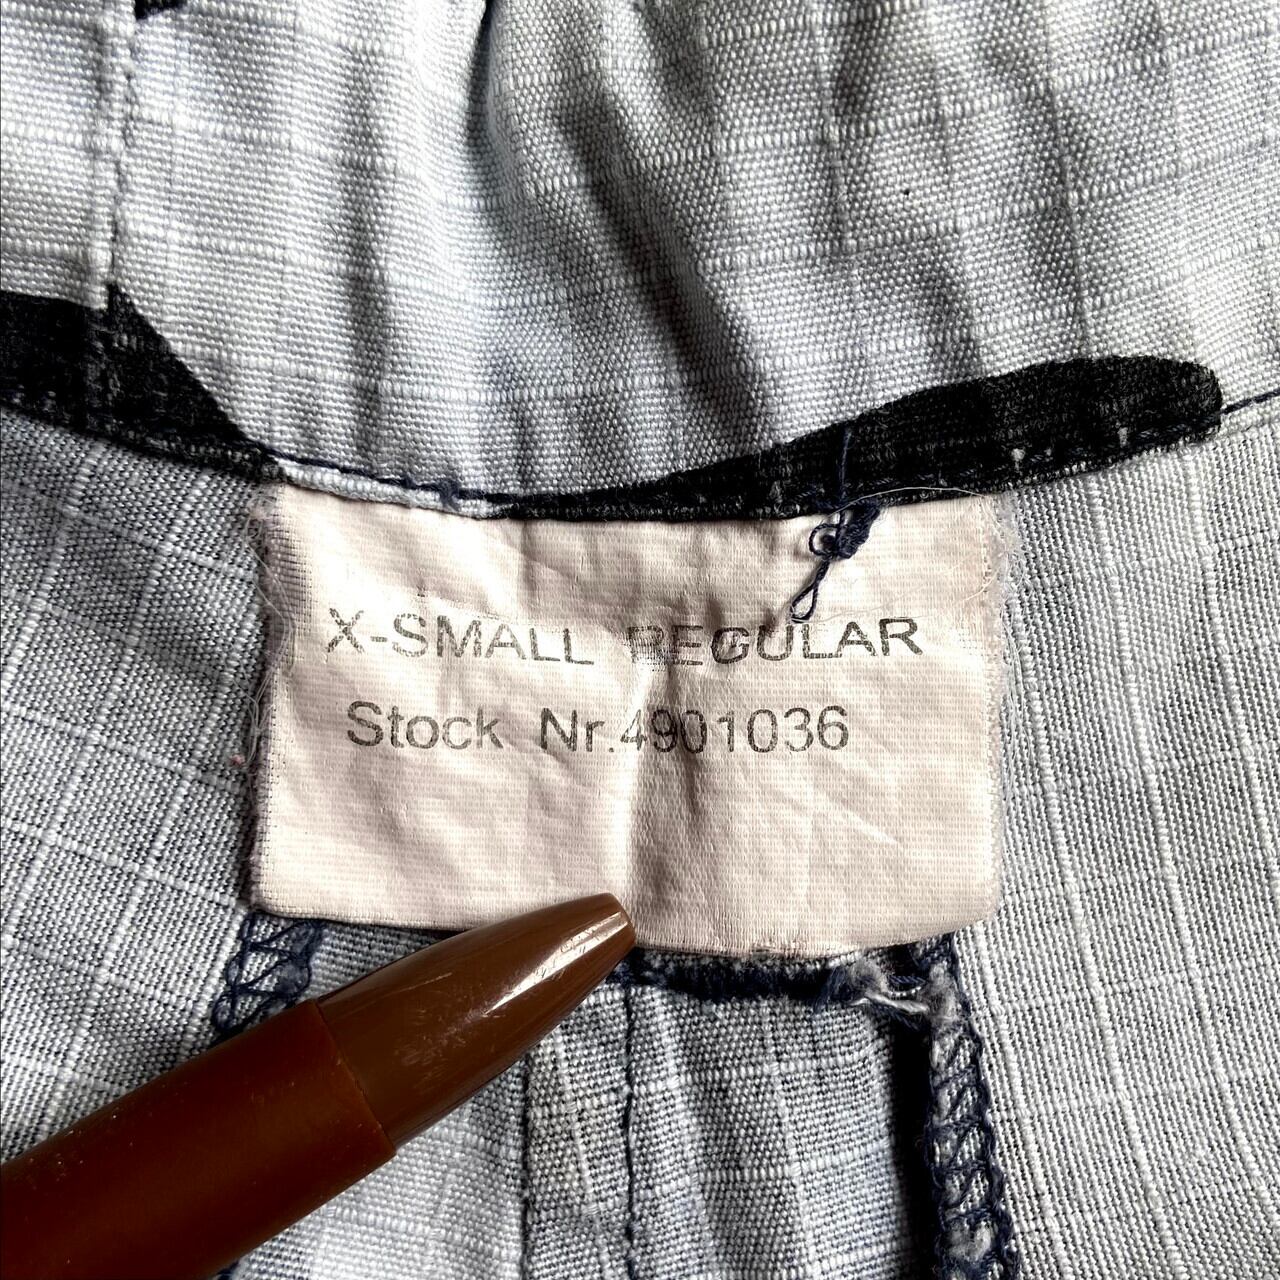 X-SMALL REGULAR
Stock Nr.4901036